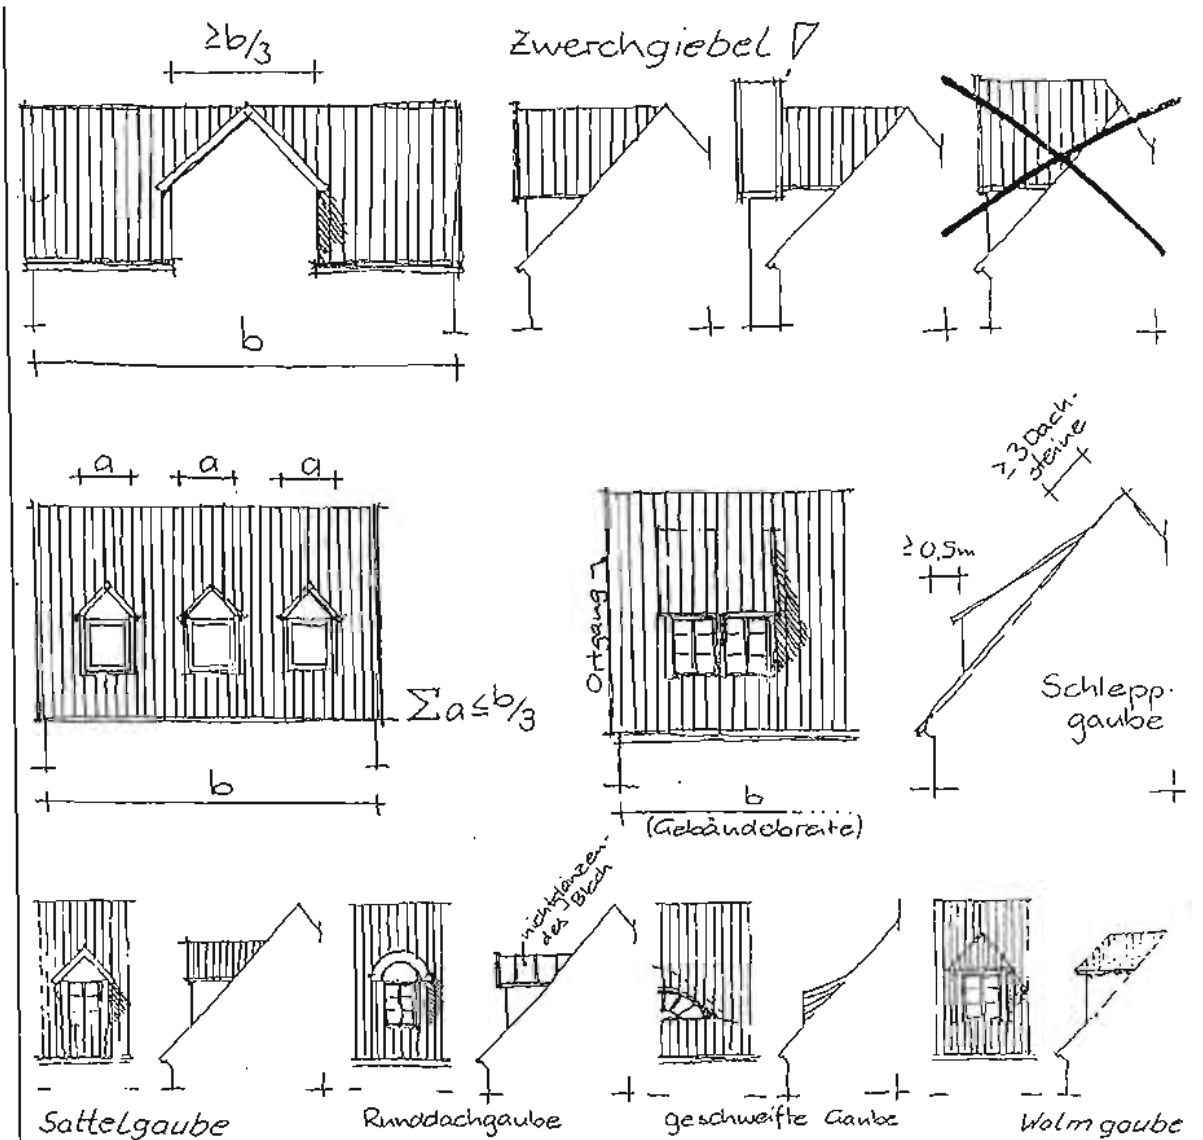 ≥b/3
Zwerchgiebel !
b
a a a
Σa≤b/3
b
Ortgang
b
(Gebäudebreite)
≥3 Dach-
steine
≥0,5m
Schlepp-
gaube
nichtglänzen-
des Blech
Sattelgaube
Runddachgaube
geschweifte Gaube
Walmgaube